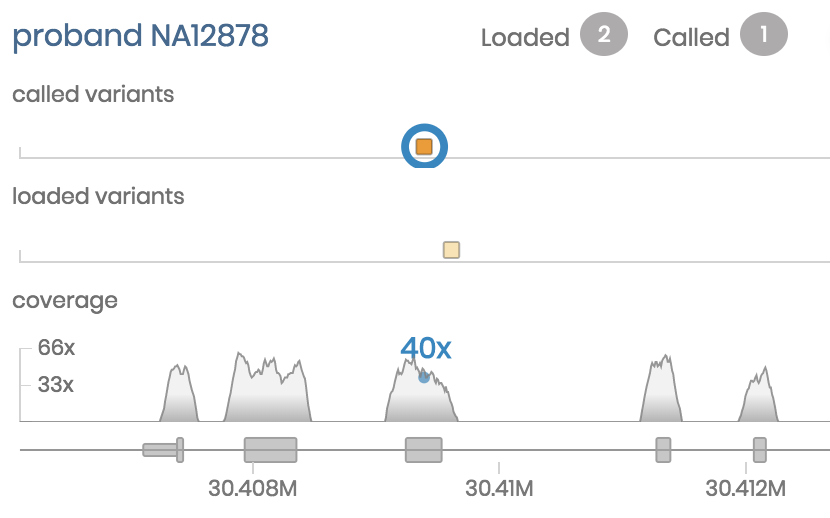 proband NA12878 Loaded 2 Called 1
called variants
loaded variants
coverage
66x
40x
33x
30.408M 30.41M 30.412M